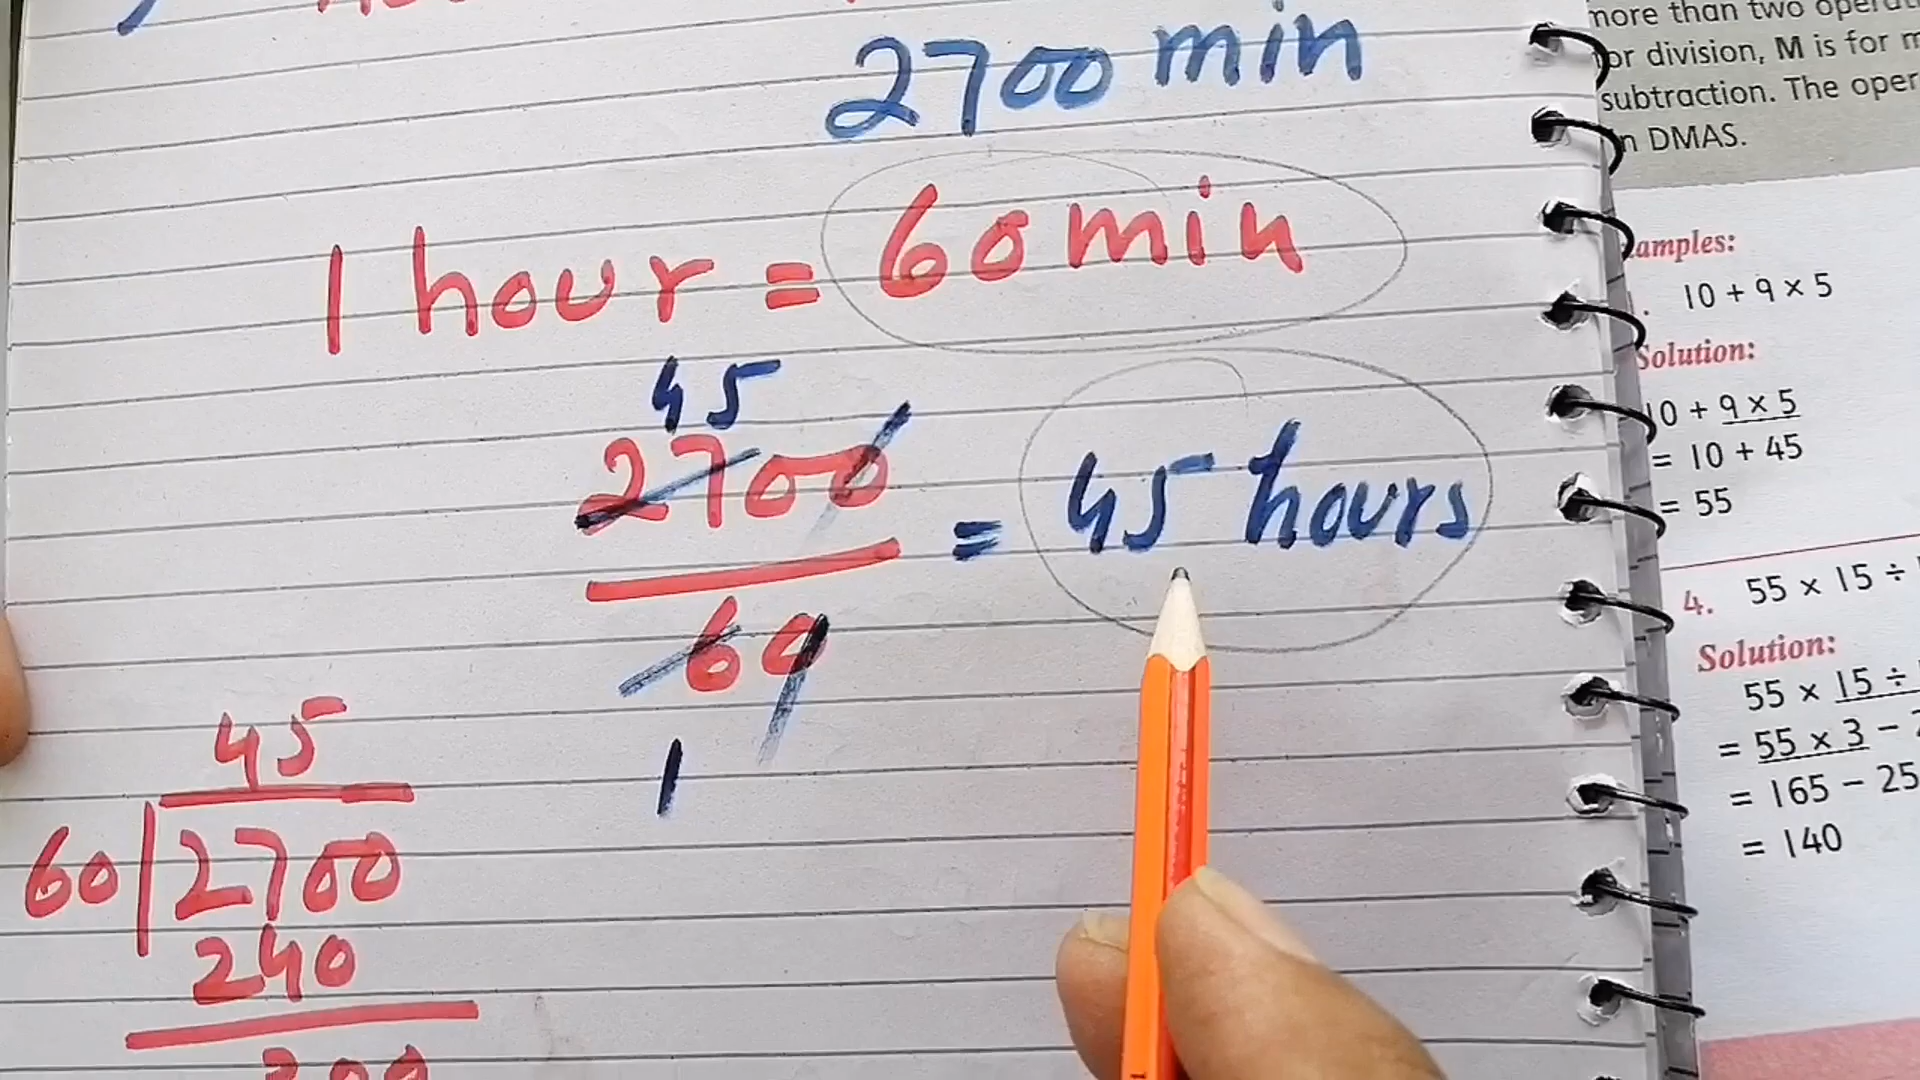 2700 min
1 hour = 60 min
45
2700
60
1
= 45 hours
45
60 2700
240
300
more than two
or division, M is for
subtraction. The
DMAS.
amples:
10 + 9 × 5
Solution:
10 + 9 × 5
= 10 + 45
= 55
4. 55 × 15 ÷
Solution:
55 × 15 ÷
= 55 × 3 -
= 165 - 25
= 140